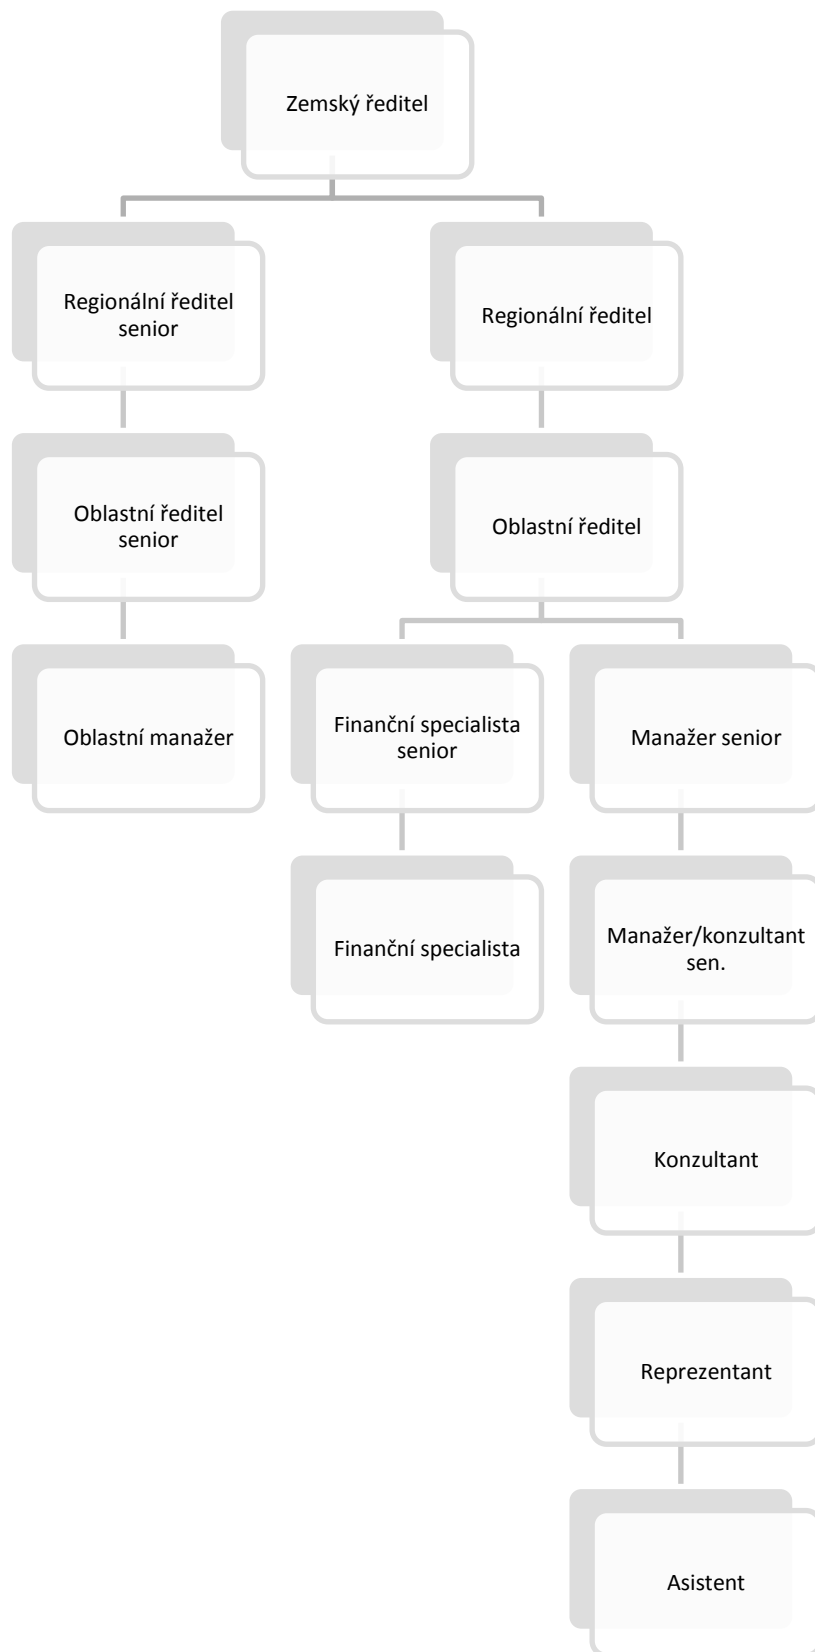 Zemský ředitel
Regionální ředitel
senior
Regionální ředitel
Oblastní ředitel
senior
Oblastní ředitel
Oblastní manažer
Finanční specialista
senior
Manažer senior
Finanční specialista
Manažer/konzultant
sen.
Konzultant
Reprezentant
Asistent